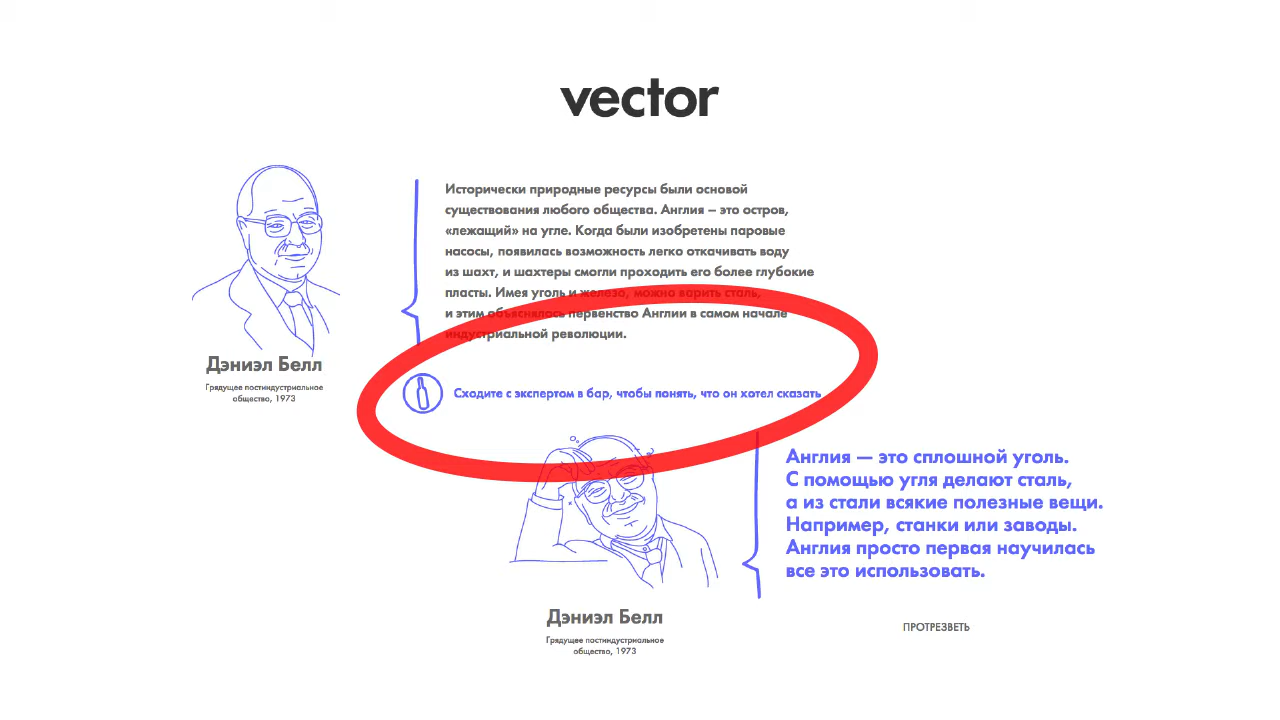 vector
Исторически природные ресурсы были основой
существования любого общества. Англия – это остров,
«лежащий» на угле. Когда были изобретены паровые
насосы, появилась возможность легко откачивать воду
из шахт, и шахтеры смогли проходить его более глубокие
пласты. Имея уголь и железо, можно варить сталь,
и этим объяснялось первенство Англии в самом начале
индустриальной революции.
Дэниэл Белл
Грядущее постиндустриальное
общество, 1973
Сходите с экспертом в бар, чтобы понять, что он хотел сказать
Англия — это сплошной уголь.
С помощью угля делают сталь,
а из стали всякие полезные вещи.
Например, станки или заводы.
Англия просто первая научилась
все это использовать.
Дэниэл Белл
Грядущее постиндустриальное
общество, 1973
ПРОТРЕЗВЕТЬ